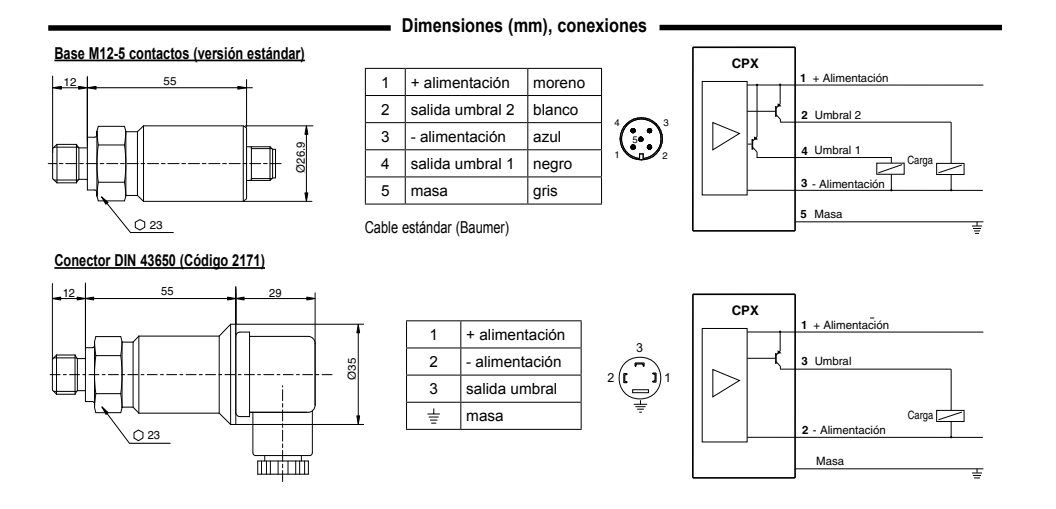 Dimensiones (mm), conexiones
Base M12-5 contactos (versión estándar)
12
55
Ø26.9
⬡ 23
1 + alimentación moreno
2 salida umbral 2 blanco
3 - alimentación azul
4 salida umbral 1 negro
5 masa gris
Cable estándar (Baumer)
4 3
5
1 2
CPX
1 + Alimentación
2 Umbral 2
4 Umbral 1
Carga
3 - Alimentación
5 Masa
Conector DIN 43650 (Código 2171)
12
55
29
Ø35
⬡ 23
1 + alimentación
2 - alimentación
3 salida umbral
⏚ masa
3
2 1
CPX
1 + Alimentación
3 Umbral
Carga
2 - Alimentación
Masa